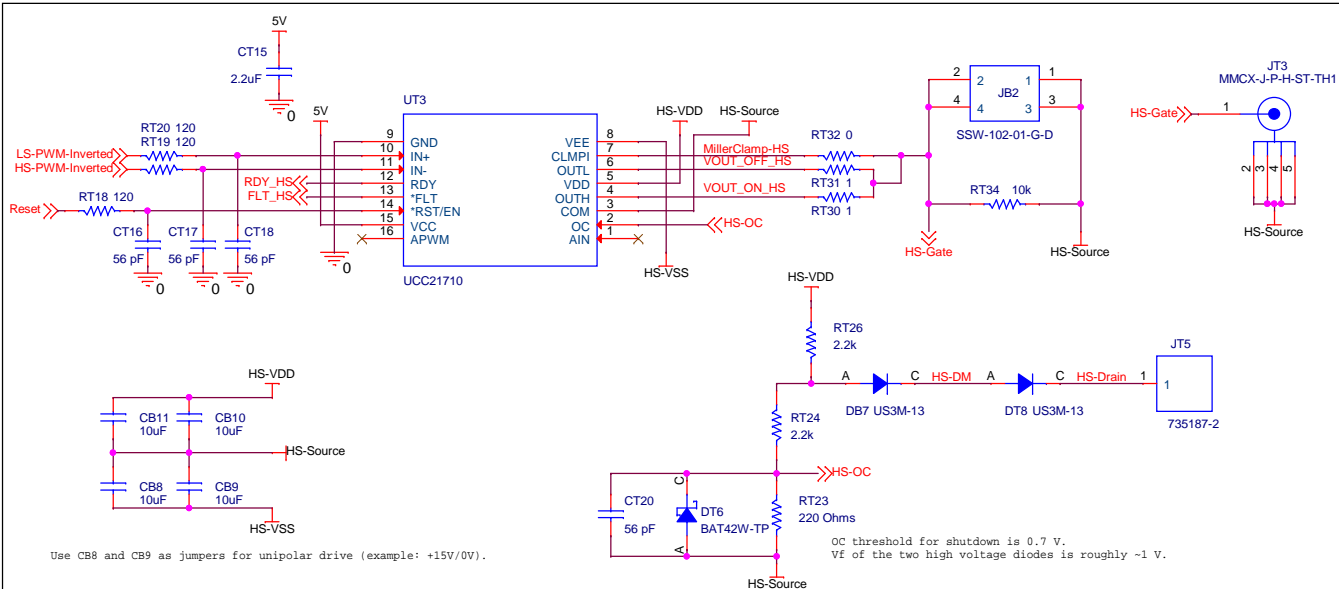 5V
CT15
2.2uF
0
JT3
MMCX-J-P-H-ST-TH1
HS-Gate
1
2
3
4
5
HS-Source
UT3
5V
HS-VDD
HS-Source
RT20 120
RT19 120
LS-PWM-Inverted
HS-PWM-Inverted
RDY_HS
FLT_HS
Reset
RT18 120
CT16
CT17
CT18
56 pF
56 pF
56 pF
0
0
0
0
9
GND
10
IN+
11
IN-
12
RDY
13
*FLT
14
*RST/EN
15
VCC
16
APWM
VEE
8
CLMPI
7
OUTL
6
VDD
5
OUTH
4
COM
3
OC
2
AIN
1
UCC21710
MillerClamp-HS
VOUT_OFF_HS
VOUT_ON_HS
HS-OC
HS-VSS
RT32 0
RT31 1
RT30 1
2
2
1
1
JB2
4
4
3
3
SSW-102-01-G-D
RT34
10k
HS-Gate
HS-Source
HS-VDD
RT26
2.2k
A
C
HS-DM
A
C
HS-Drain
1
1
JT5
DB7 US3M-13
DT8 US3M-13
735187-2
RT24
2.2k
HS-OC
CT20
56 pF
C
DT6
BAT42W-TP
A
RT23
220 Ohms
HS-Source
HS-VDD
CB11
10uF
CB10
10uF
HS-Source
CB8
10uF
CB9
10uF
HS-VSS
Use CB8 and CB9 as jumpers for unipolar drive (example: +15V/0V).
OC threshold for shutdown is 0.7 V.
Vf of the two high voltage diodes is roughly ~1 V.